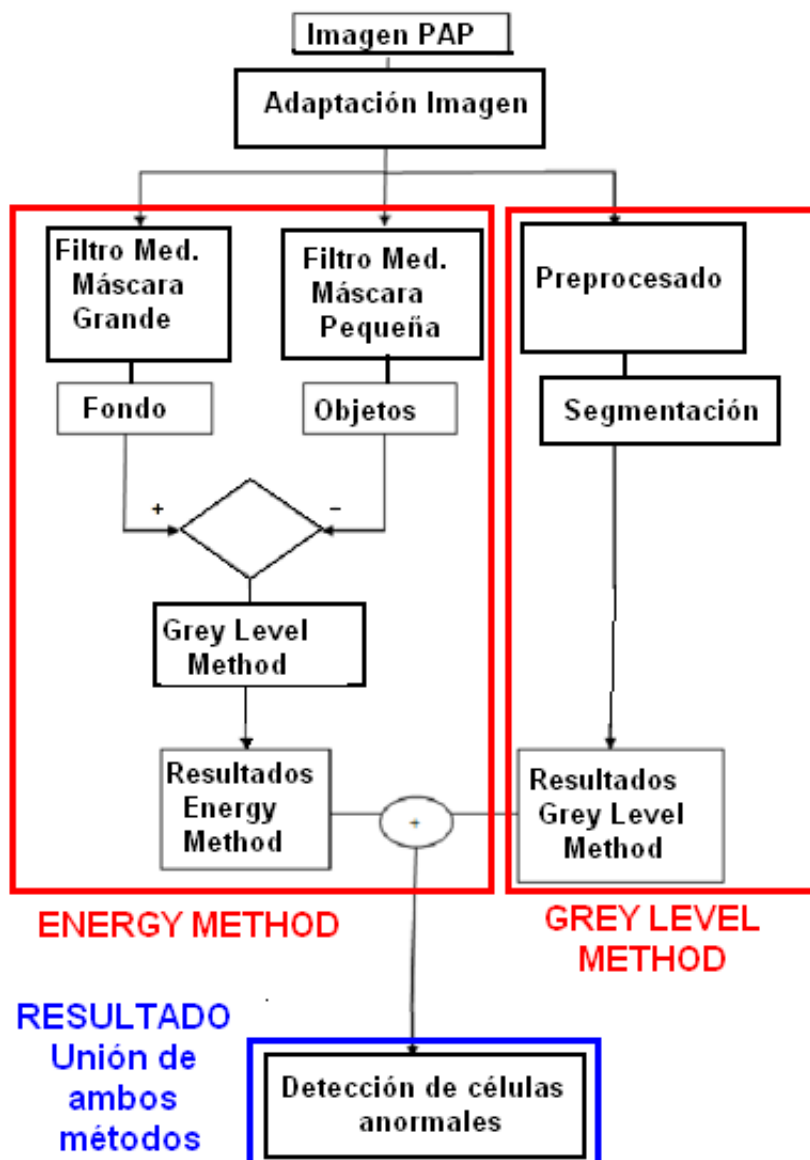 Imagen PAP
Adaptación Imagen
Filtro Med.
Máscara
Grande
Filtro Med.
Máscara
Pequeña
Preprocesado
Fondo
Objetos
Segmentación
+
−
Grey Level
Method
Resultados
Energy
Method
+
Resultados
Grey Level
Method
ENERGY METHOD
GREY LEVEL
METHOD
RESULTADO
Unión de
ambos
métodos
Detección de células
anormales